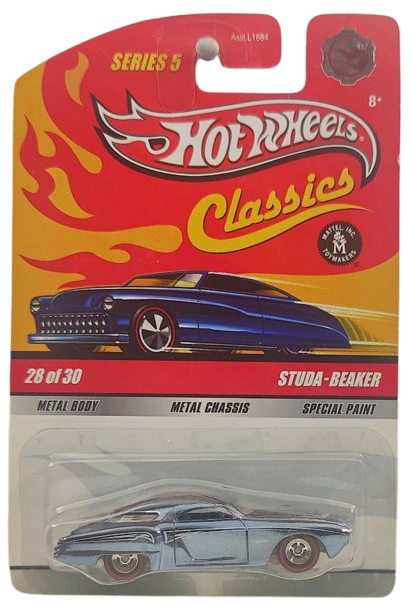 Asst.L1684
SERIES 5
8+
Hot Wheels
Classics
MATTEL, INC.
M
TOYMAKERS
28 of 30
STUDA-BEAKER
METAL BODY METAL CHASSIS SPECIAL PAINT